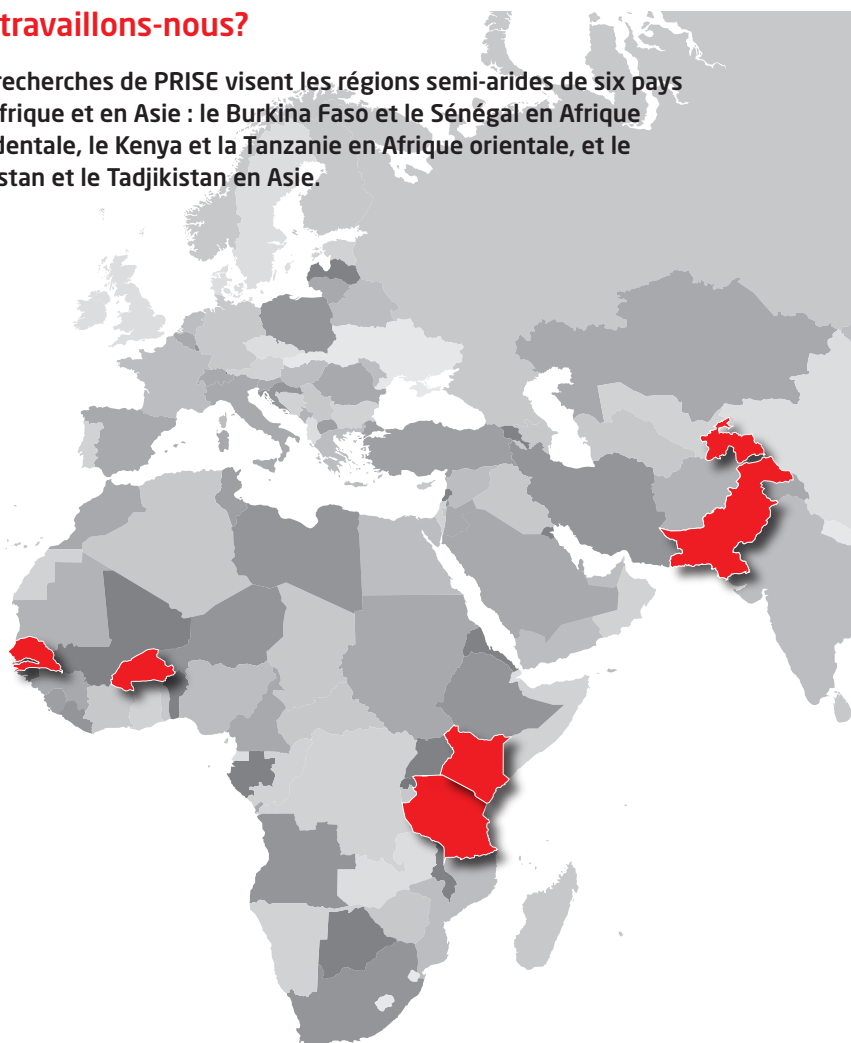 travaillons-nous?
recherches de PRISE visent les régions semi-arides de six pays
frique et en Asie : le Burkina Faso et le Sénégal en Afrique
dentale, le Kenya et la Tanzanie en Afrique orientale, et le
stan et le Tadjikistan en Asie.